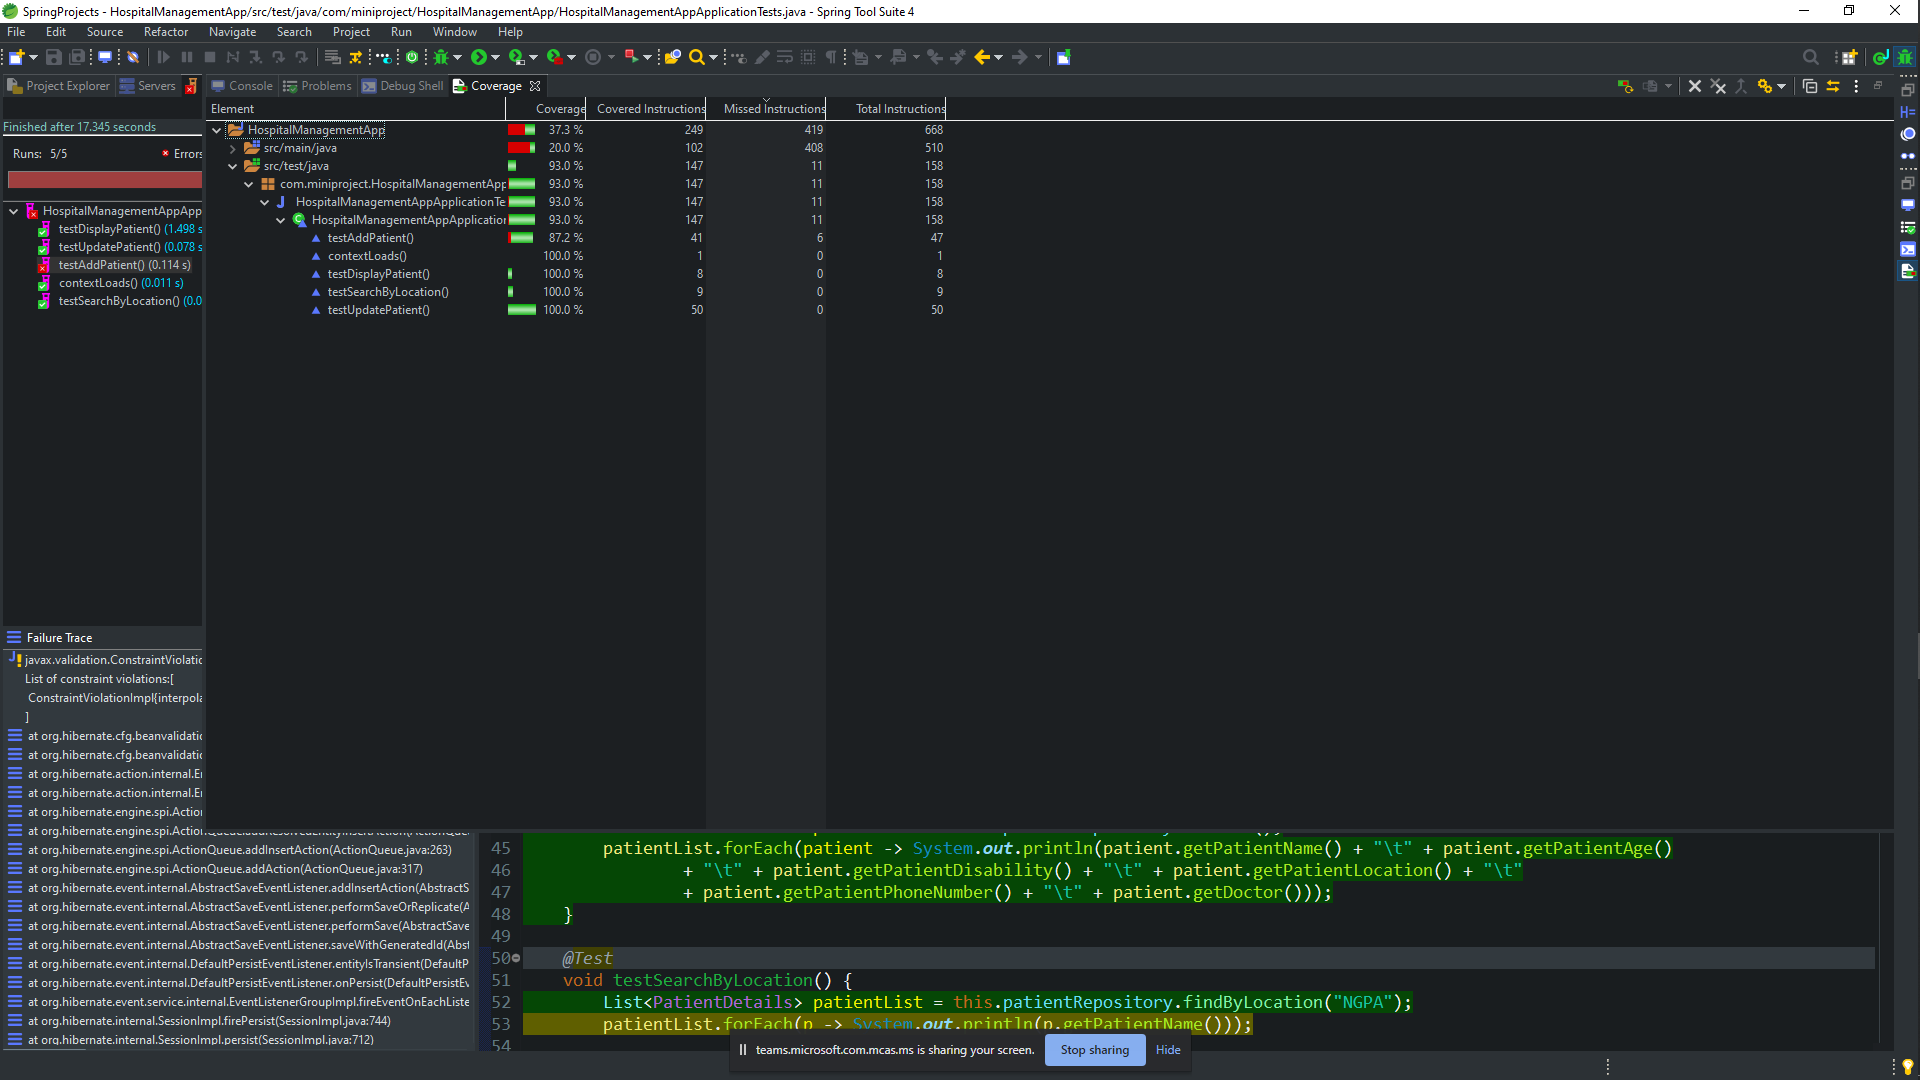 SpringProjects - HospitalManagementApp/src/test/java/com/miniproject/HospitalManagementApp/HospitalManagementAppApplicationTests.java - Spring Tool Suite 4
File Edit Source Refactor Navigate Search Project Run Window Help
Project Explorer Servers Console Problems Debug Shell Coverage
Finished after 17.345 seconds
Runs: 5/5 Errors
HospitalManagementAppApp
testDisplayPatient() (1.498 s
testUpdatePatient() (0.078 s
testAddPatient() (0.114 s)
contextLoads() (0.011 s)
testSearchByLocation() (0.0
Element Coverage Covered Instructions Missed Instructions Total Instructions
HospitalManagementApp 37.3 % 249 419 668
src/main/java 20.0 % 102 408 510
src/test/java 93.0 % 147 11 158
com.miniproject.HospitalManagementApp 93.0 % 147 11 158
HospitalManagementAppApplicationTe 93.0 % 147 11 158
HospitalManagementAppApplication 93.0 % 147 11 158
testAddPatient() 87.2 % 41 6 47
contextLoads() 100.0 % 1 0 1
testDisplayPatient() 100.0 % 8 0 8
testSearchByLocation() 100.0 % 9 0 9
testUpdatePatient() 100.0 % 50 0 50
Failure Trace
javax.validation.ConstraintViolatic
List of constraint violations:[
ConstraintViolationImpl{interpola
]
at org.hibernate.cfg.beanvalidatic
at org.hibernate.cfg.beanvalidatic
at org.hibernate.action.internal.E
at org.hibernate.action.internal.E
at org.hibernate.engine.spi.Action
at org.hibernate.engine.spi.ActionQueue.addResolvedEntityInsertAction(ActionQue
at org.hibernate.engine.spi.ActionQueue.addInsertAction(ActionQueue.java:263)
at org.hibernate.engine.spi.ActionQueue.addAction(ActionQueue.java:317)
at org.hibernate.event.internal.AbstractSaveEventListener.addInsertAction(AbstractS
at org.hibernate.event.internal.AbstractSaveEventListener.performSaveOrReplicate(A
at org.hibernate.event.internal.AbstractSaveEventListener.performSave(AbstractSave
at org.hibernate.event.internal.AbstractSaveEventListener.saveWithGeneratedId(Abst
at org.hibernate.event.internal.DefaultPersistEventListener.entityIsTransient(DefaultP
at org.hibernate.event.internal.DefaultPersistEventListener.onPersist(DefaultPersistEv
at org.hibernate.event.service.internal.EventListenerGroupImpl.fireEventOnEachListe
at org.hibernate.internal.SessionImpl.firePersist(SessionImpl.java:744)
at org.hibernate.internal.SessionImpl.persist(SessionImpl.java:712)
45 patientList.forEach(patient -> System.out.println(patient.getPatientName() + "\t" + patient.getPatientAge()
46 + "\t" + patient.getPatientDisability() + "\t" + patient.getPatientLocation() + "\t"
47 + patient.getPatientPhoneNumber() + "\t" + patient.getDoctor()));
48 }
49
50 @Test
51 void testSearchByLocation() {
52 List<PatientDetails> patientList = this.patientRepository.findByLocation("NGPA");
53 patientList.forEach(p -> System.out.println(p.getPatientName()));
54
teams.microsoft.com.mcas.ms is sharing your screen. Stop sharing Hide